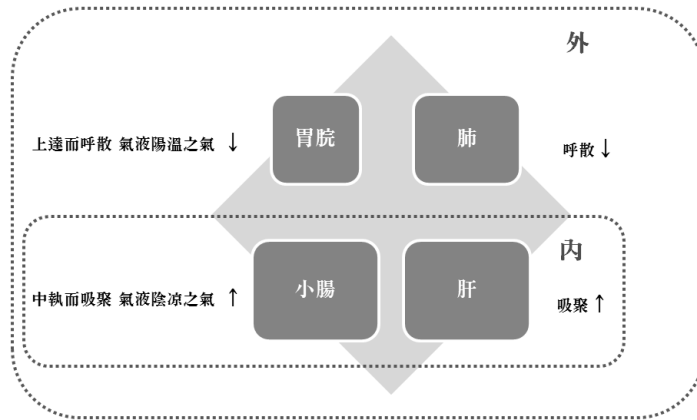 外
胃脘
肺
上達而呼散 氣液陽溫之氣 ↓
呼散 ↓
內
小腸
肝
中執而吸聚 氣液陰凉之氣 ↑
吸聚 ↑